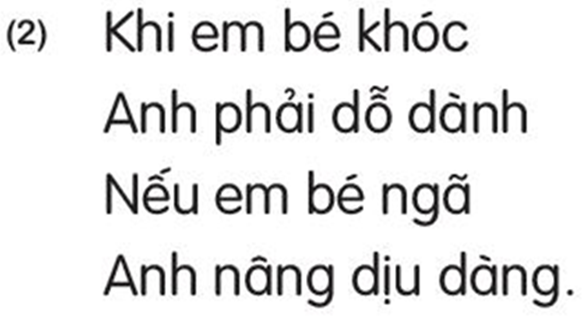 (2) Khi em bé khóc
Anh phải dỗ dành
Nếu em bé ngã
Anh nâng dịu dàng.